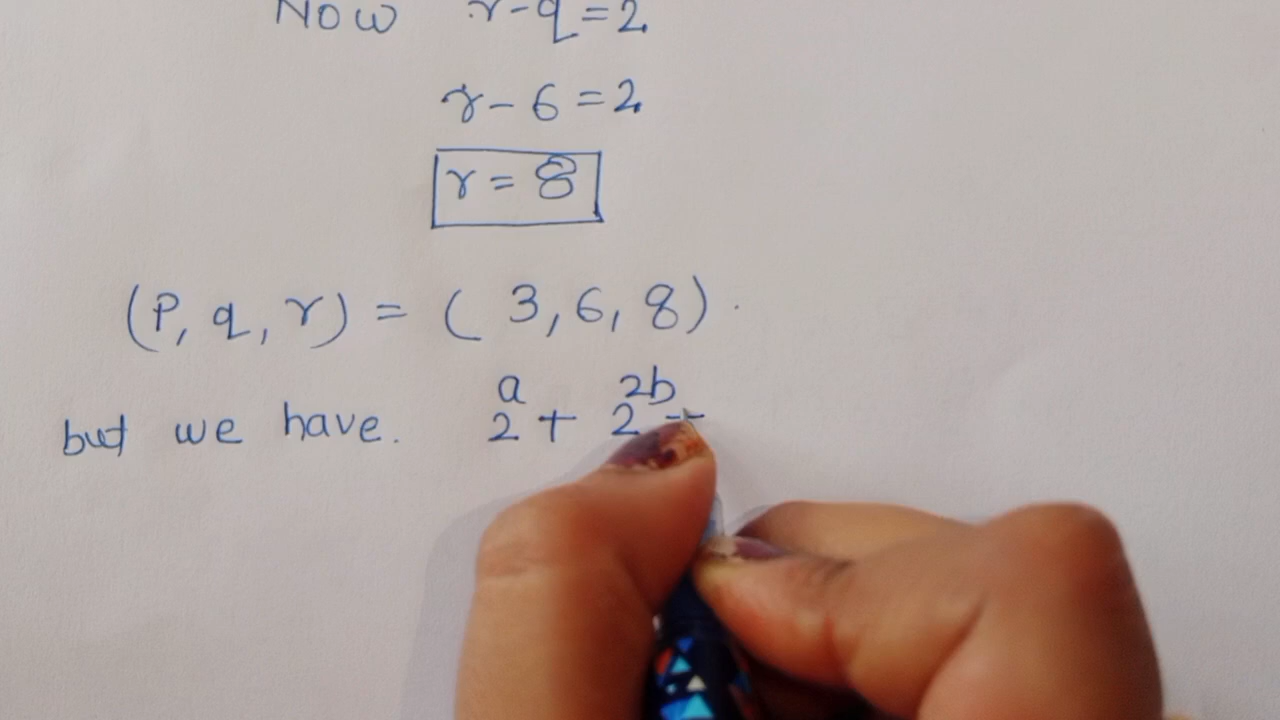 Now r-q=2
r-6=2
r=8
(P, q, r) = ( 3, 6, 8) .
but we have. 2^a + 2^2b